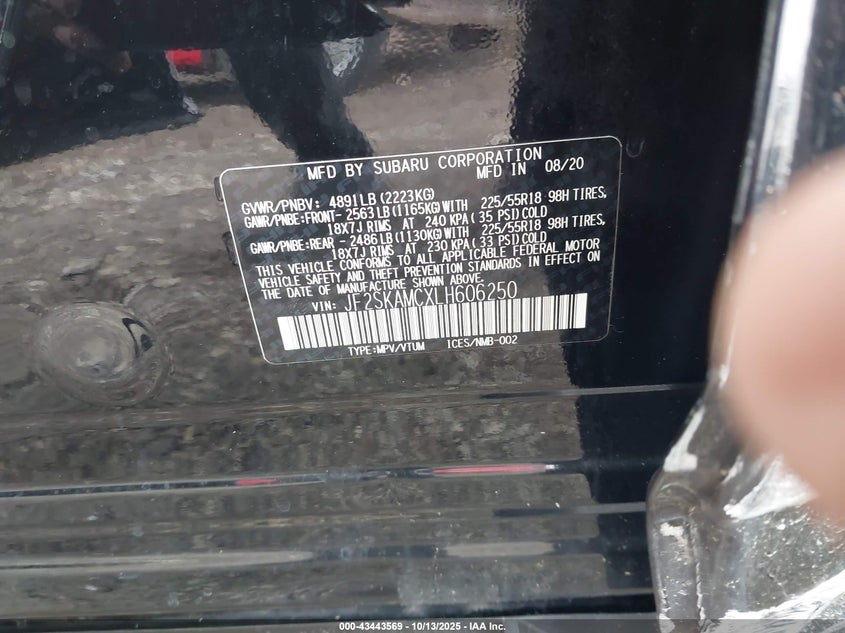 MFD BY SUBARU CORPORATION
MFD IN 08/20
GVWR/PNBV: 4891LB(2223KG)
GAWR/PNBE:FRONT- 2563LB(1165KG)WITH 225/55R18 98H TIRES,
18X7J RIMS AT 240 KPA(35 PSI)COLD
GAWR/PNBE:REAR - 2486LB(1130KG)WITH 225/55R18 98H TIRES,
18X7J RIMS AT 230 KPA(33 PSI)COLD
THIS VEHICLE CONFORMS TO ALL APPLICABLE FEDERAL MOTOR
VEHICLE SAFETY AND THEFT PREVENTION STANDARDS IN EFFECT ON
THE DATE OF MANUFACTURE SHOWN ABOVE.
VIN: JF2SKAMCXLH606250
TYPE:MPV/VTUM ICES/NMB-002
000-43443569 - 10/13/2025 - IAA Inc.